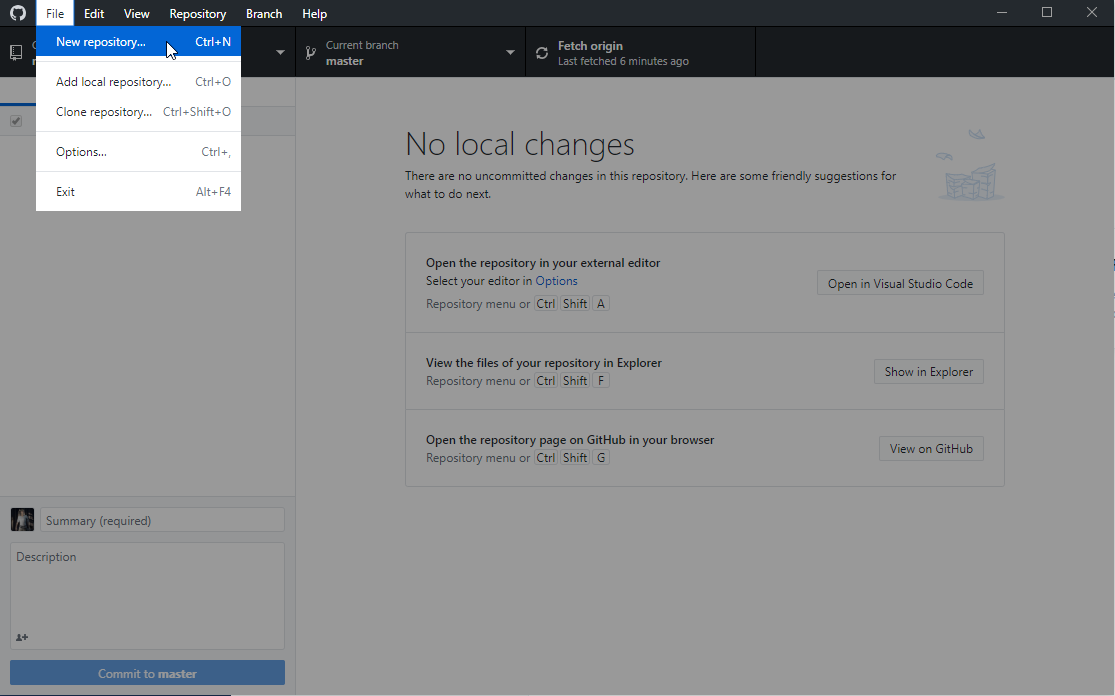 File Edit View Repository Branch Help
New repository... Ctrl+N
Add local repository... Ctrl+O
Clone repository... Ctrl+Shift+O
Options... Ctrl+,
Exit Alt+F4
Current branch
master
Fetch origin
Last fetched 6 minutes ago
No local changes
There are no uncommitted changes in this repository. Here are some friendly suggestions for
what to do next.
Open the repository in your external editor
Select your editor in Options
Repository menu or Ctrl Shift A
Open in Visual Studio Code
View the files of your repository in Explorer
Repository menu or Ctrl Shift F
Show in Explorer
Open the repository page on GitHub in your browser
Repository menu or Ctrl Shift G
View on GitHub
Summary (required)
Description
Commit to master